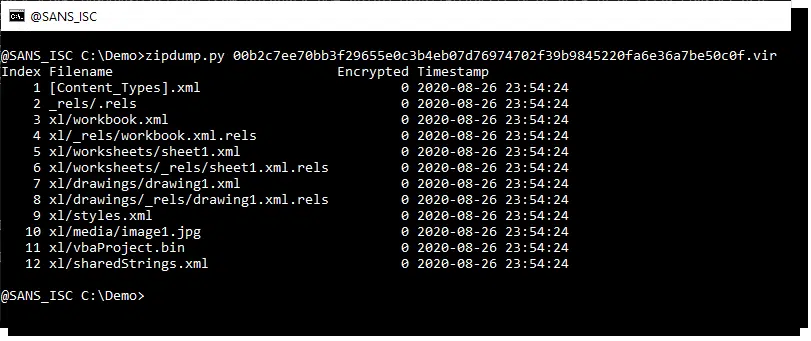 @SANS_ISC
@SANS_ISC C:\Demo>zipdump.py 00b2c7ee70bb3f29655e0c3b4eb07d76974702f39b9845220fa6e36a7be50c0f.vir
Index Filename Encrypted Timestamp
1 [Content_Types].xml 0 2020-08-26 23:54:24
2 _rels/.rels 0 2020-08-26 23:54:24
3 xl/workbook.xml 0 2020-08-26 23:54:24
4 xl/_rels/workbook.xml.rels 0 2020-08-26 23:54:24
5 xl/worksheets/sheet1.xml 0 2020-08-26 23:54:24
6 xl/worksheets/_rels/sheet1.xml.rels 0 2020-08-26 23:54:24
7 xl/drawings/drawing1.xml 0 2020-08-26 23:54:24
8 xl/drawings/_rels/drawing1.xml.rels 0 2020-08-26 23:54:24
9 xl/styles.xml 0 2020-08-26 23:54:24
10 xl/media/image1.jpg 0 2020-08-26 23:54:24
11 xl/vbaProject.bin 0 2020-08-26 23:54:24
12 xl/sharedStrings.xml 0 2020-08-26 23:54:24
@SANS_ISC C:\Demo>